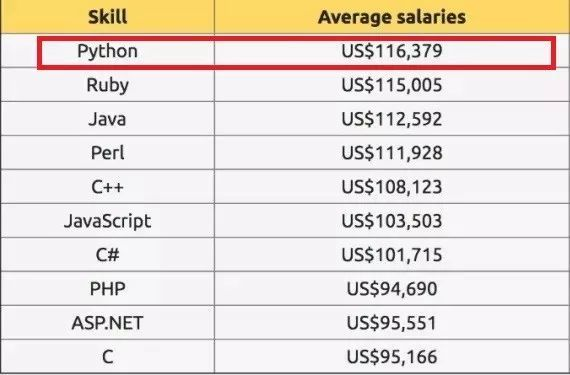 Skill Average salaries
Python US$116,379
Ruby US$115,005
Java US$112,592
Perl US$111,928
C++ US$108,123
JavaScript US$103,503
C# US$101,715
PHP US$94,690
ASP.NET US$95,551
C US$95,166